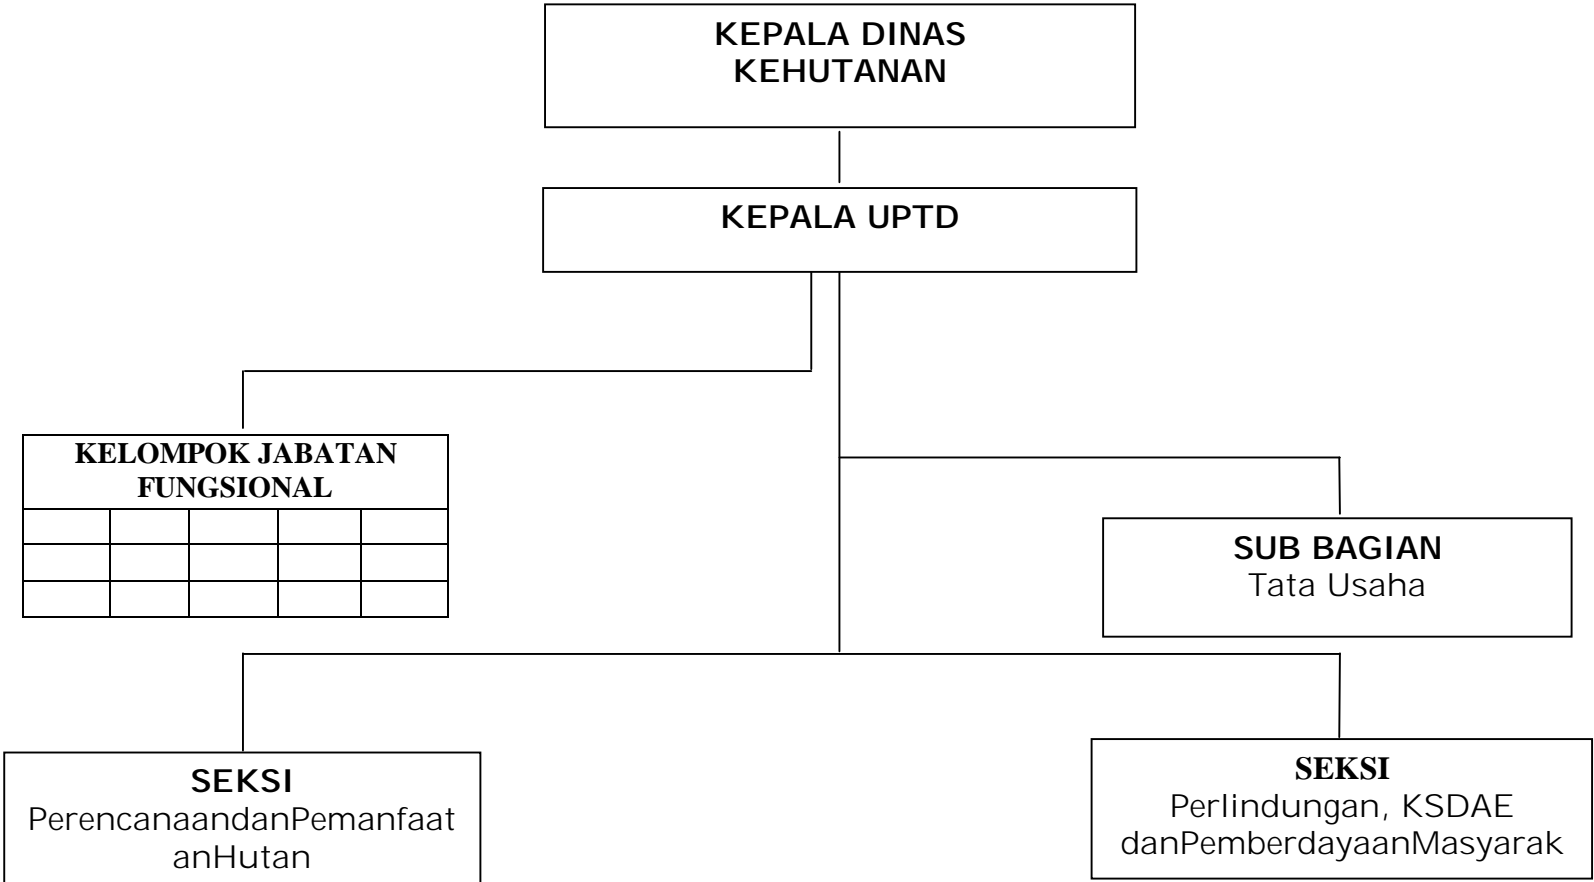 KEPALA DINAS
KEHUTANAN
KEPALA UPTD
KELOMPOK JABATAN
FUNGSIONAL
SUB BAGIAN
Tata Usaha
SEKSI
PerencanaandanPemanfaat
anHutan
SEKSI
Perlindungan, KSDAE
danPemberdayaanMasyarak